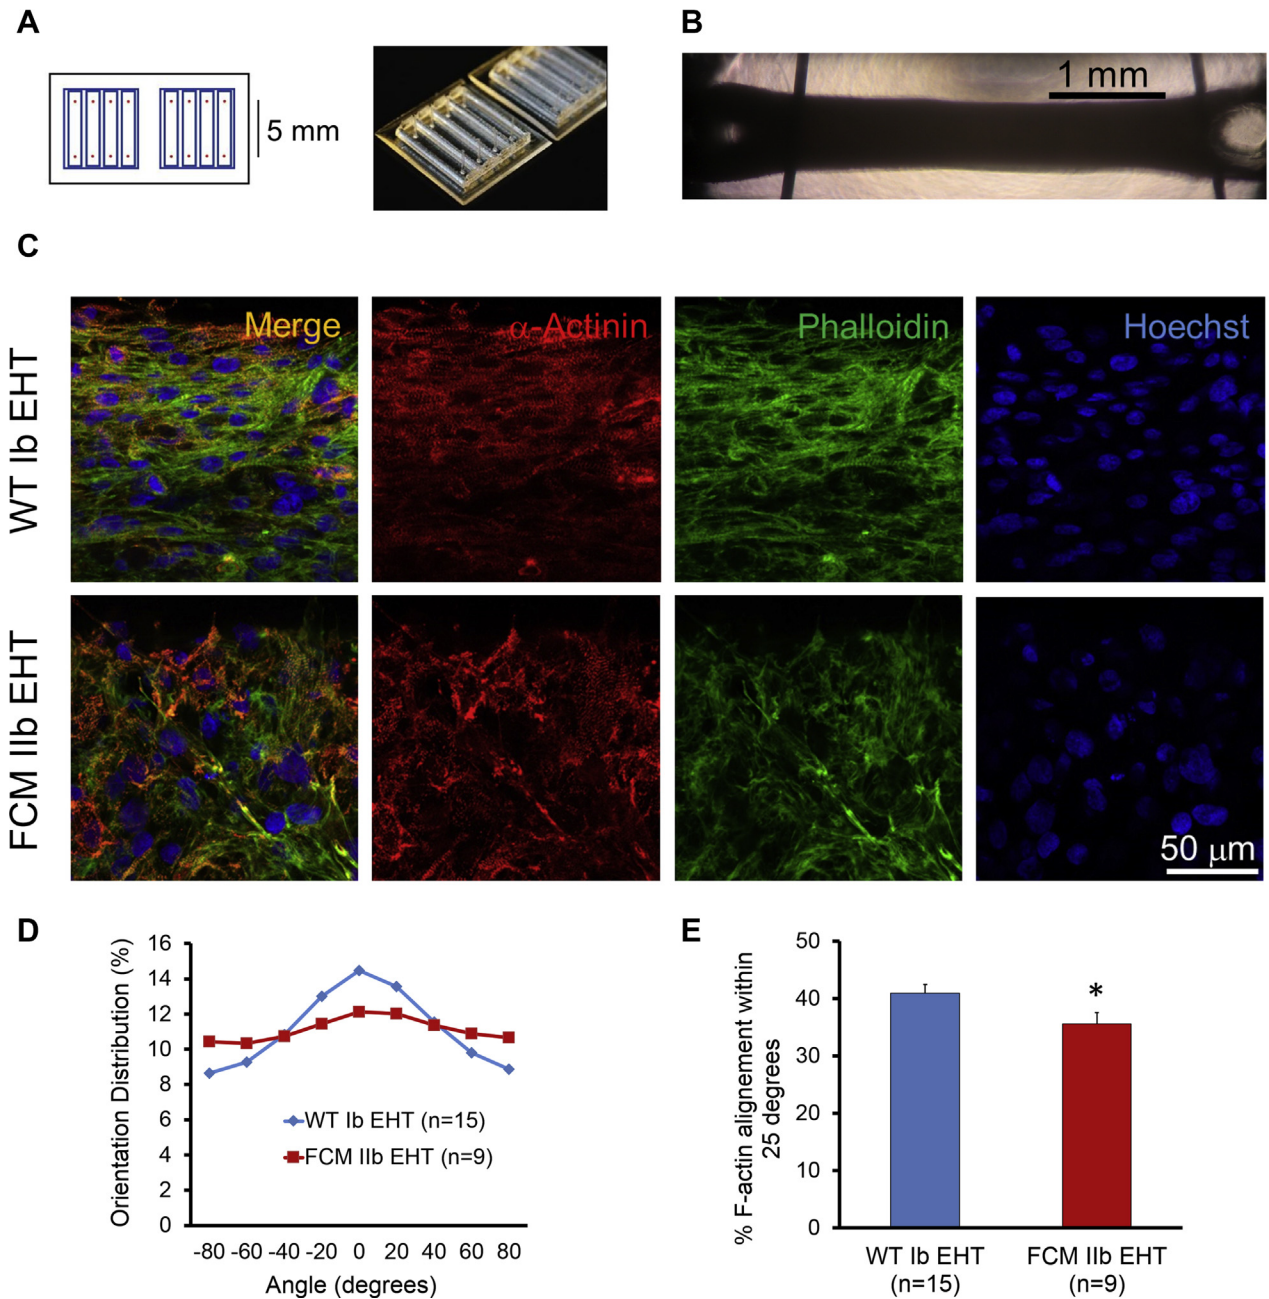 A
5 mm
B
1 mm
C
WT Ib EHT
Merge
α-Actinin
Phalloidin
Hoechst
FCM IIb EHT
50 μm
D
Orientation Distribution (%)
16
14
12
10
8
6
4
2
0
WT Ib EHT (n=15)
FCM IIb EHT (n=9)
-80 -60 -40 -20 0 20 40 60 80
Angle (degrees)
E
% F-actin alignement within
25 degrees
50
40
30
20
10
0
*
WT Ib EHT
(n=15)
FCM IIb EHT
(n=9)